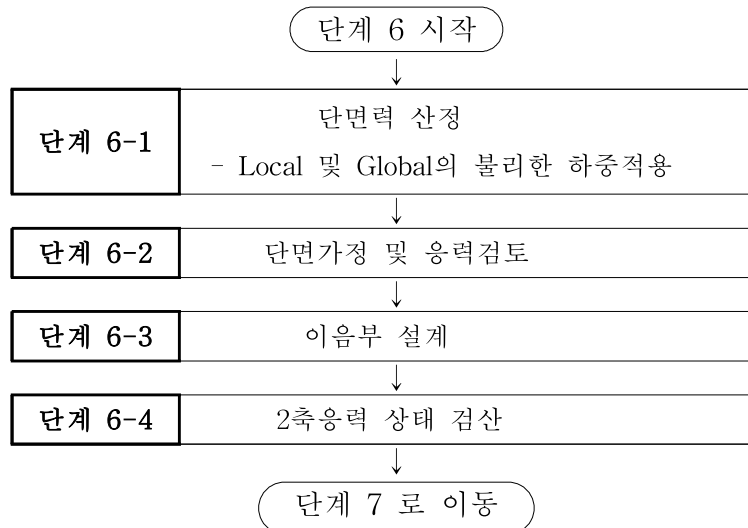 단계 6 시작
단계 6-1
단면력 산정
- Local 및 Global의 불리한 하중적용
단계 6-2
단면가정 및 응력검토
단계 6-3
이음부 설계
단계 6-4
2축응력 상태 검산
단계 7 로 이동